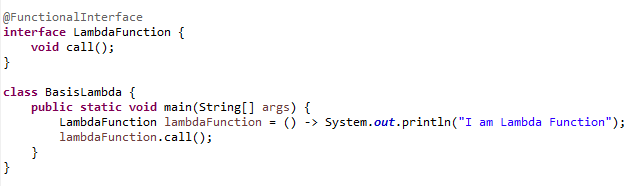 @FunctionalInterface
interface LambdaFunction {
    void call();
}

class BasisLambda {
    public static void main(String[] args) {
        LambdaFunction lambdaFunction = () -> System.out.println("I am Lambda Function");
        lambdaFunction.call();
    }
}